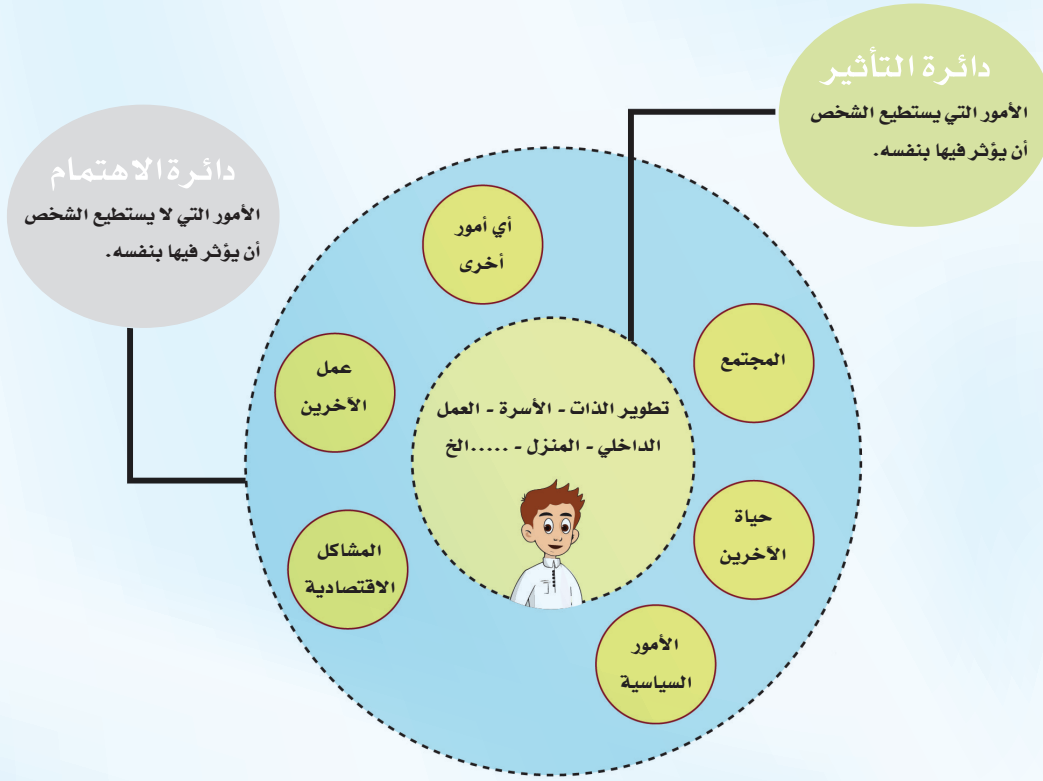 دائرة التأثير
الأمور التي يستطيع الشخص
أن يؤثر فيها بنفسه.
دائرة الاهتمام
الأمور التي لا يستطيع الشخص
أن يؤثر فيها بنفسه.
أي أمور
أخرى
المجتمع
عمل
الآخرين
تطوير الذات - الأسرة - العمل
الداخلي - المنزل - .....الخ
حياة
الآخرين
المشاكل
الاقتصادية
الأمور
السياسية